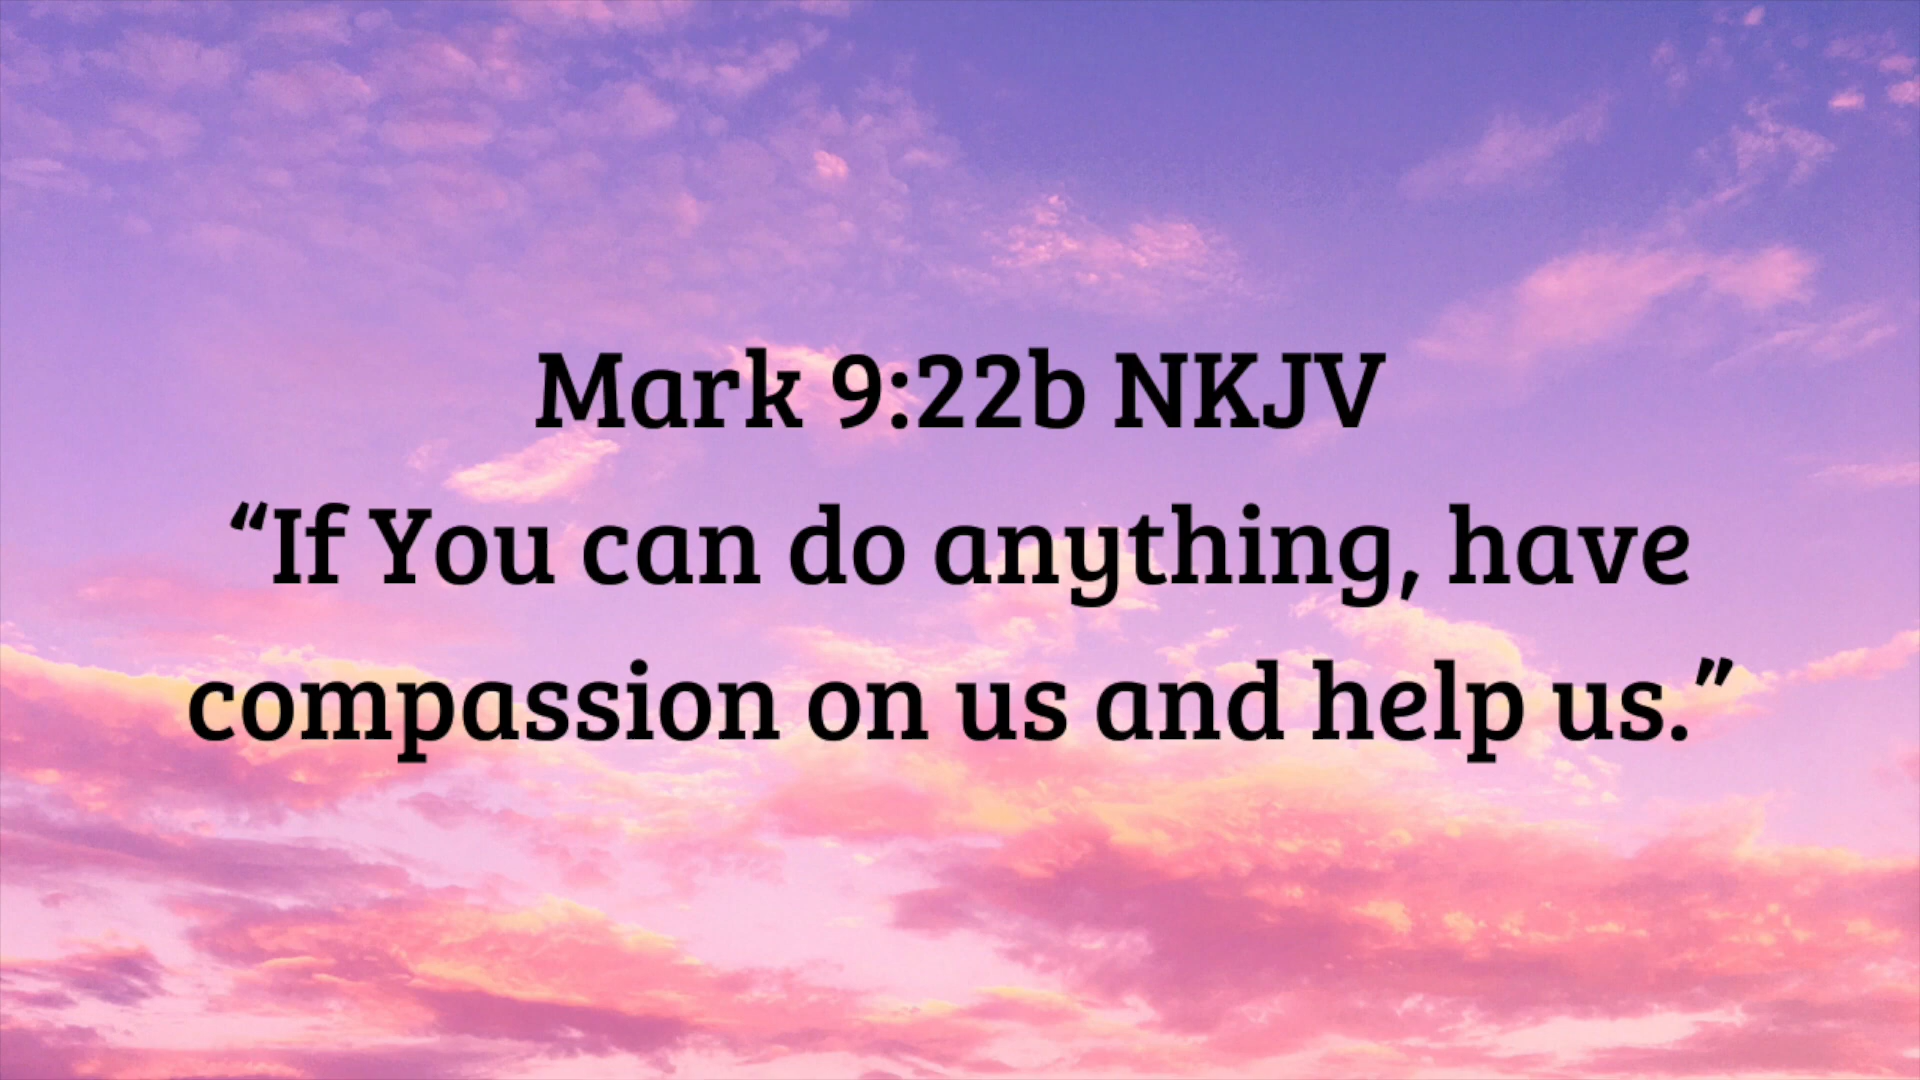 Mark 9:22b NKJV
“If You can do anything, have
compassion on us and help us.”